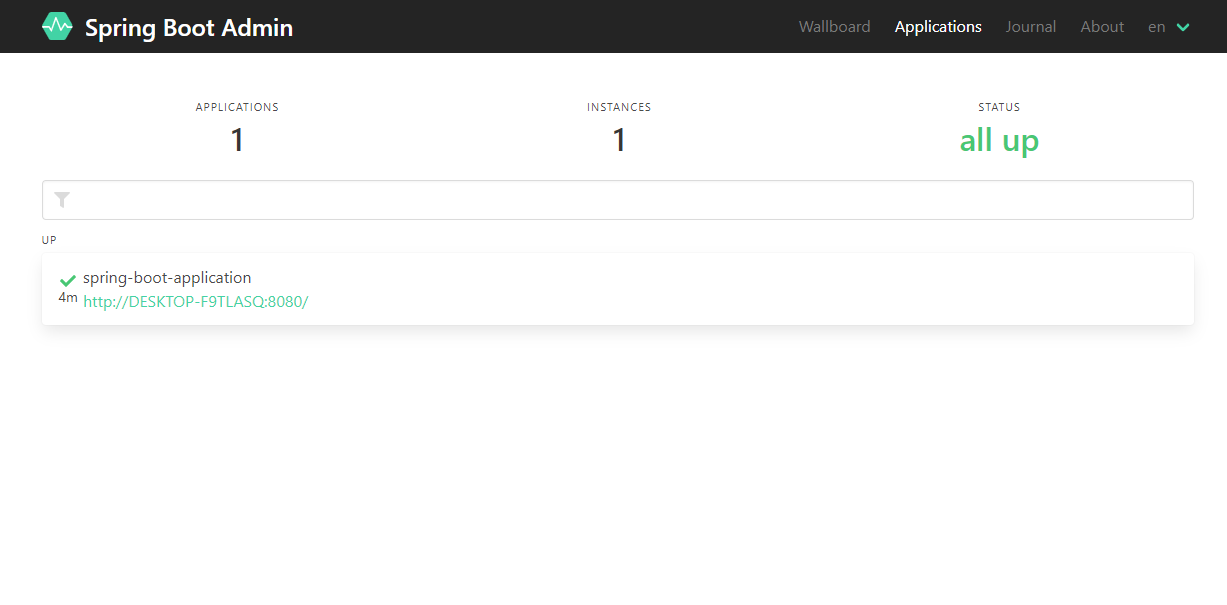 Spring Boot Admin
Wallboard Applications Journal About en
APPLICATIONS INSTANCES STATUS
1 1 all up
UP
spring-boot-application
4m http://DESKTOP-F9TLASQ:8080/